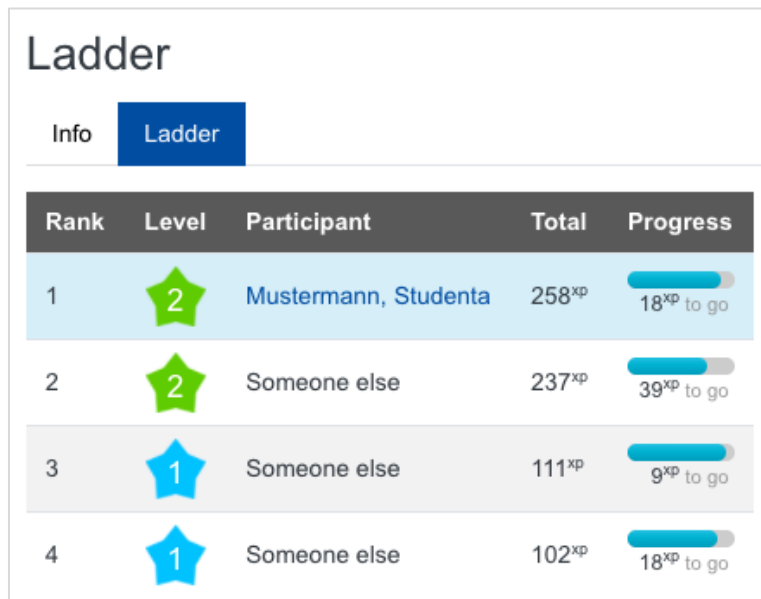 Ladder
Info Ladder
Rank Level Participant Total Progress
1 2 Mustermann, Studenta 258xp 18xp to go
2 2 Someone else 237xp 39xp to go
3 1 Someone else 111xp 9xp to go
4 1 Someone else 102xp 18xp to go